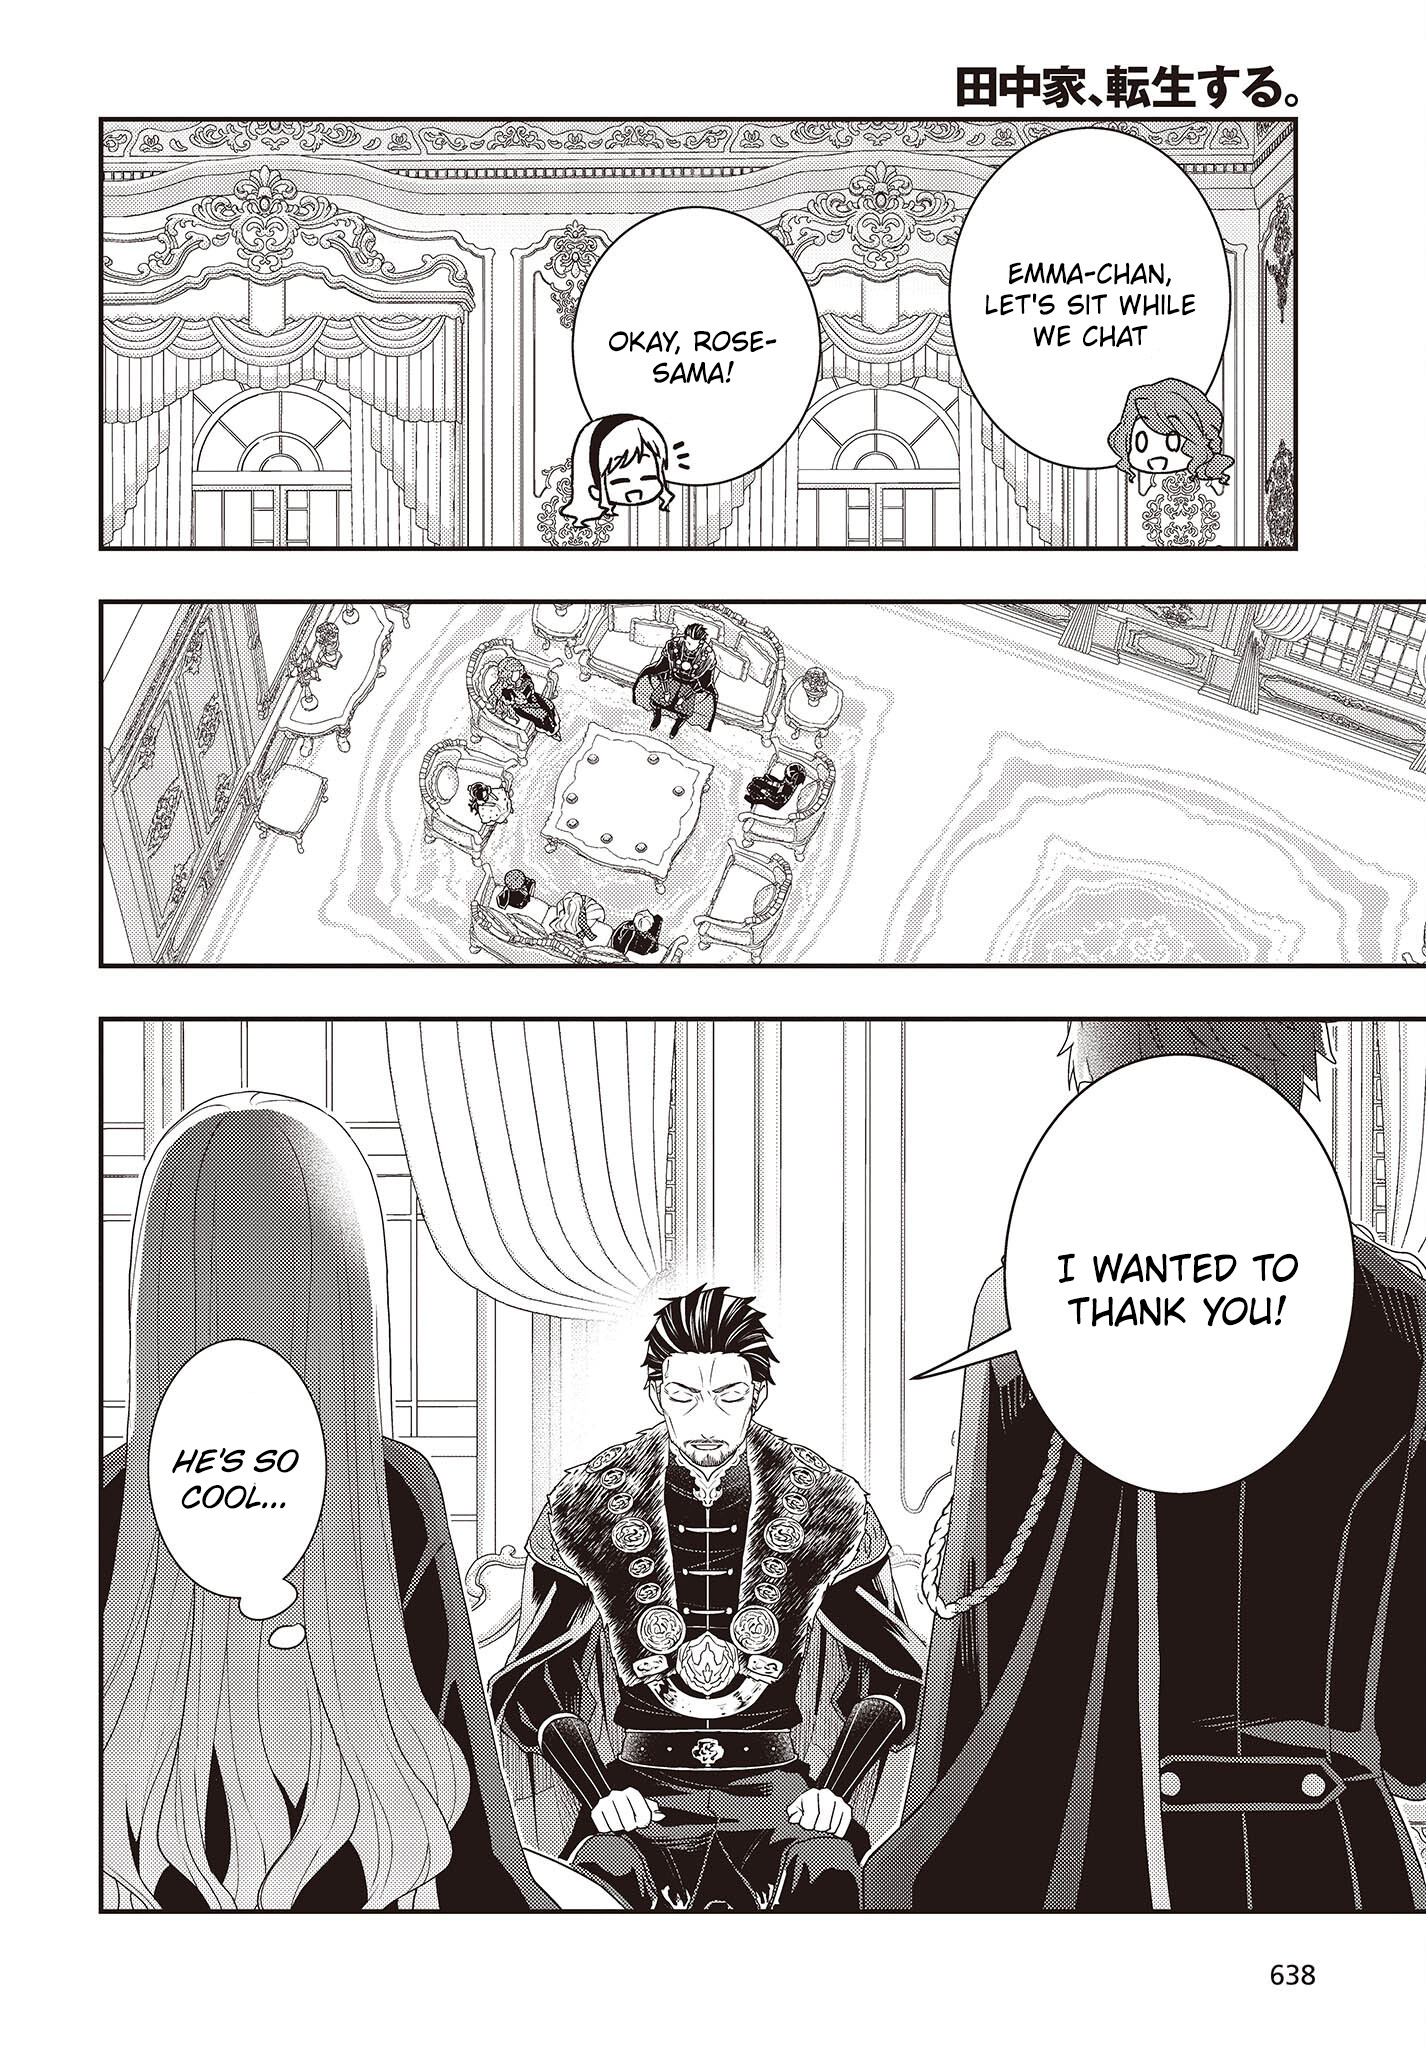 田中家、転生する。
EMMA-CHAN,
LET'S SIT WHILE
WE CHAT
OKAY, ROSE-
SAMA!
I WANTED TO
THANK YOU!
HE'S SO
COOL...
638